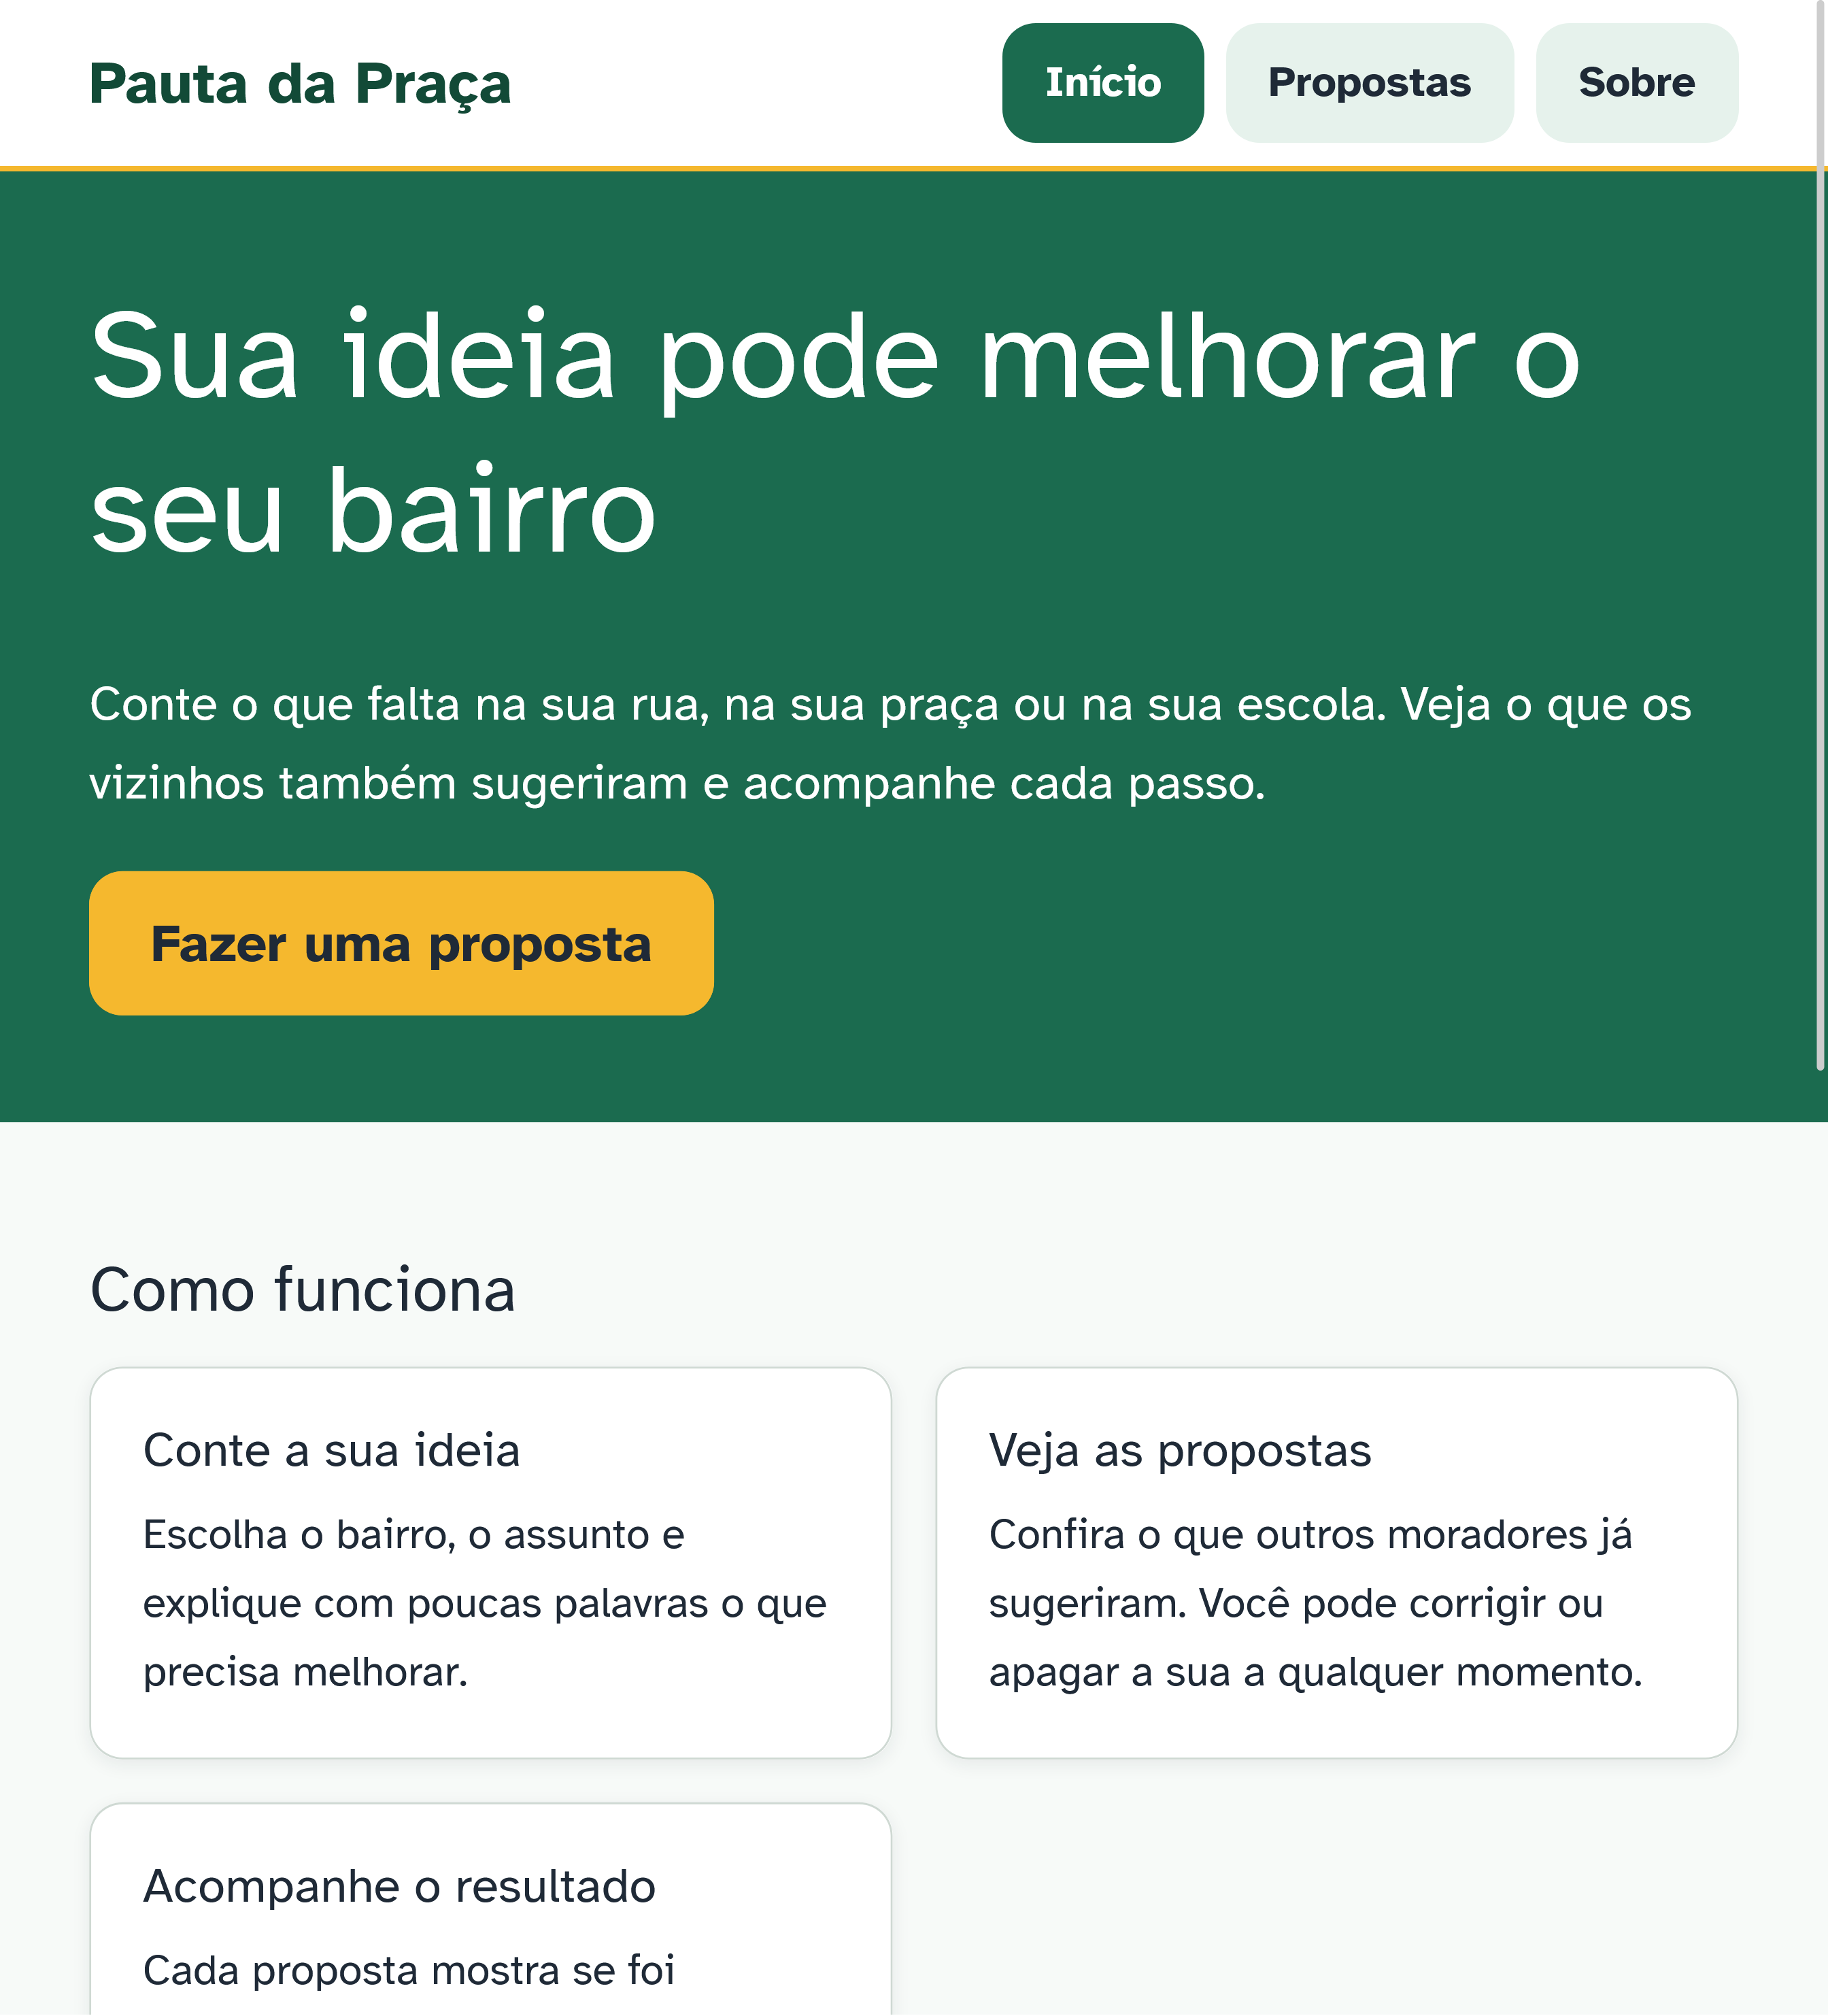 Pauta da Praça
Início
Propostas
Sobre
Sua ideia pode melhorar o
seu bairro
Conte o que falta na sua rua, na sua praça ou na sua escola. Veja o que os
vizinhos também sugeriram e acompanhe cada passo.
Fazer uma proposta
Como funciona
Conte a sua ideia
Escolha o bairro, o assunto e
explique com poucas palavras o que
precisa melhorar.
Veja as propostas
Confira o que outros moradores já
sugeriram. Você pode corrigir ou
apagar a sua a qualquer momento.
Acompanhe o resultado
Cada proposta mostra se foi